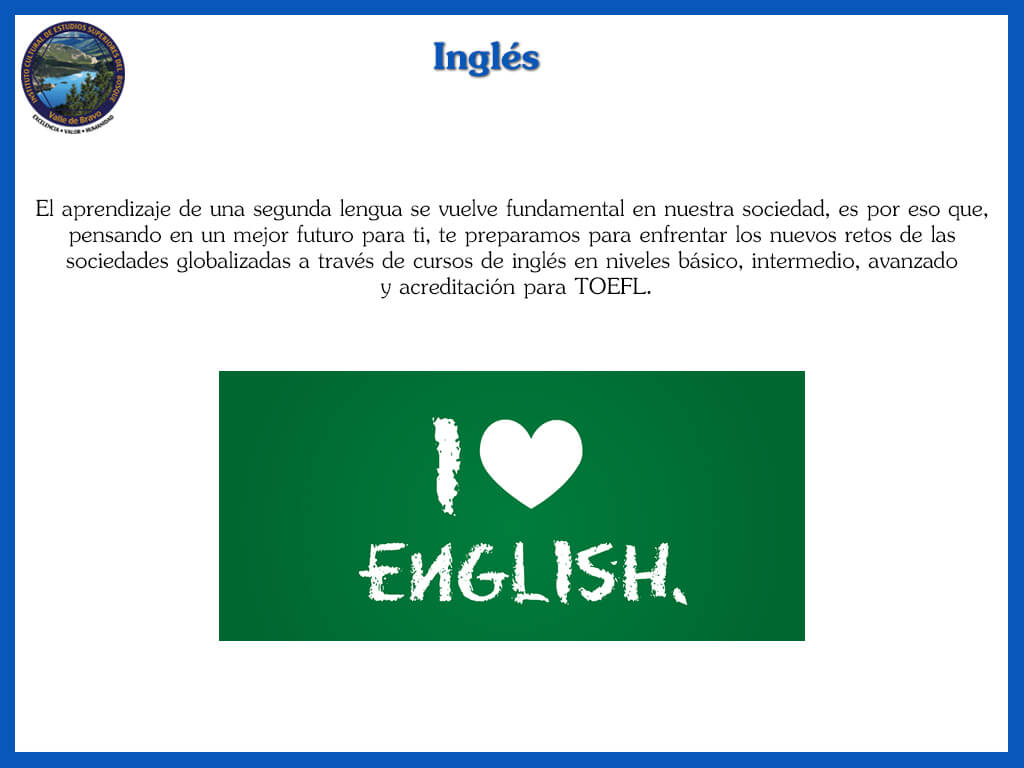 INSTITUTO CULTURAL DE ESTUDIOS SUPERIORES DEL BOSQUE
Valle de Bravo
EXCELENCIA • VALOR • HUMANIDAD
Inglés
El aprendizaje de una segunda lengua se vuelve fundamental en nuestra sociedad, es por eso que,
pensando en un mejor futuro para ti, te preparamos para enfrentar los nuevos retos de las
sociedades globalizadas a través de cursos de inglés en niveles básico, intermedio, avanzado
y acreditación para TOEFL.
I
ENGLISH.